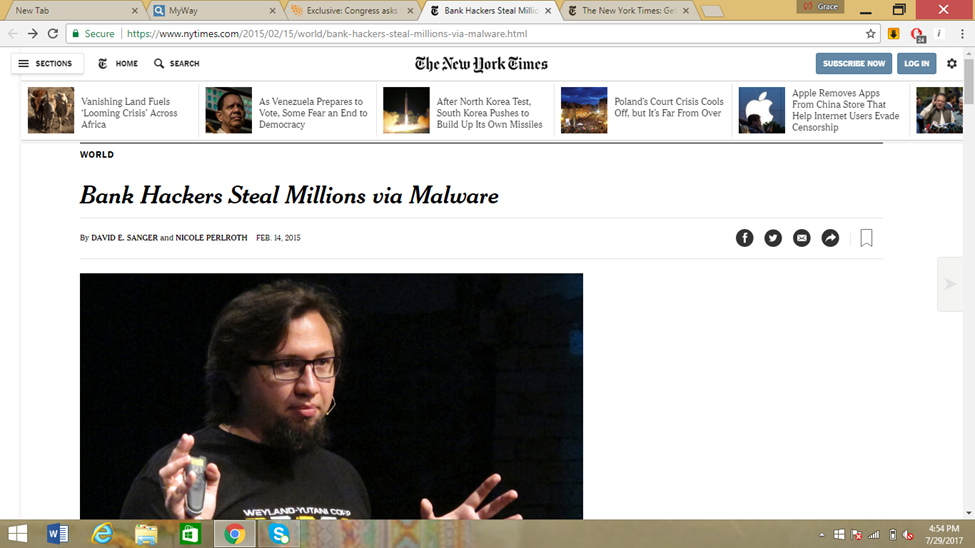 New Tab
MyWay
Exclusive: Congress asks
Bank Hackers Steal Millio
The New York Times: Get
Grace
Secure
https://www.nytimes.com/2015/02/15/world/bank-hackers-steal-millions-via-malware.html
24
SECTIONS
HOME
SEARCH
The New York Times
SUBSCRIBE NOW
LOG IN
Vanishing Land Fuels
‘Looming Crisis’ Across
Africa
As Venezuela Prepares to
Vote, Some Fear an End to
Democracy
After North Korea Test,
South Korea Pushes to
Build Up Its Own Missiles
Poland’s Court Crisis Cools
Off, but It’s Far From Over
Apple Removes Apps
From China Store That
Help Internet Users Evade
Censorship
WORLD
Bank Hackers Steal Millions via Malware
By DAVID E. SANGER and NICOLE PERLROTH FEB. 14, 2015
WEYLAND-YUTANI CORP
4:54 PM
7/29/2017